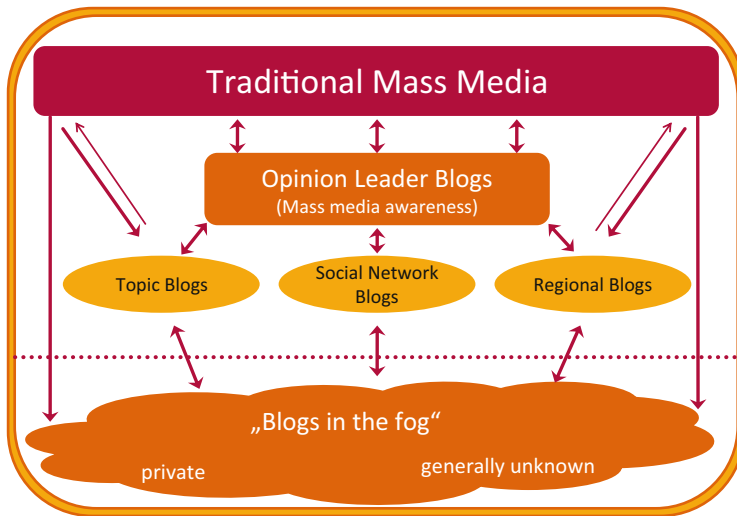 Traditional Mass Media
Opinion Leader Blogs
(Mass media awareness)
Topic Blogs
Social Network
Blogs
Regional Blogs
„Blogs in the fog“
private
generally unknown